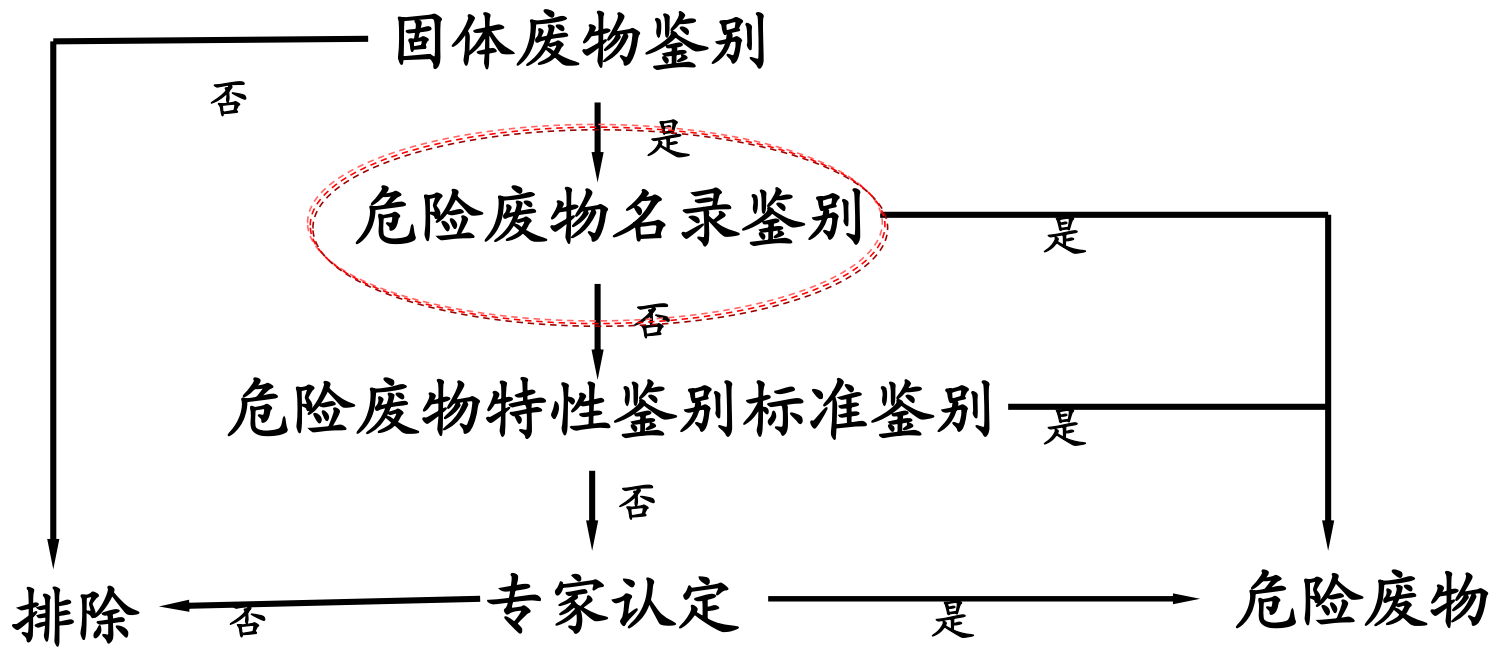 固体废物鉴别
否
是
危险废物名录鉴别
是
否
危险废物特性鉴别标准鉴别
是
否
专家认定
危险废物
排除
否
是